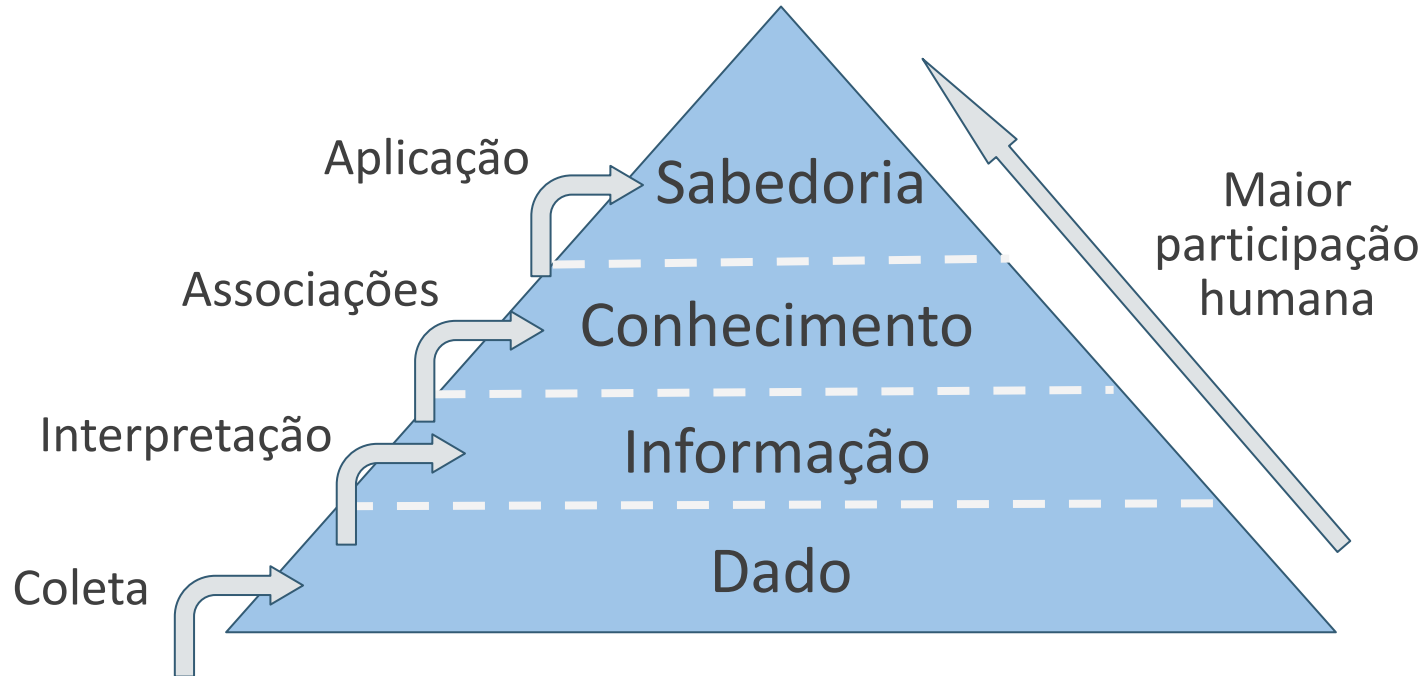 Aplicação
Sabedoria
Maior
participação
humana
Associações
Conhecimento
Interpretação
Informação
Coleta
Dado